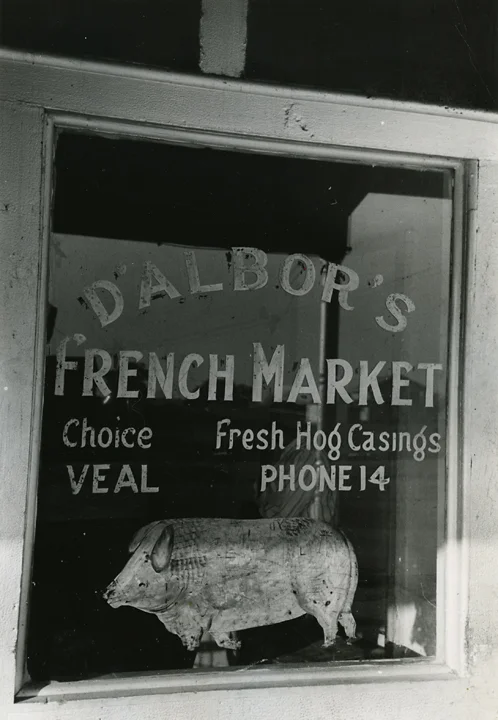 D'ALBOR'S
FRENCH MARKET
Choice Fresh Hog Casings
VEAL PHONE 14